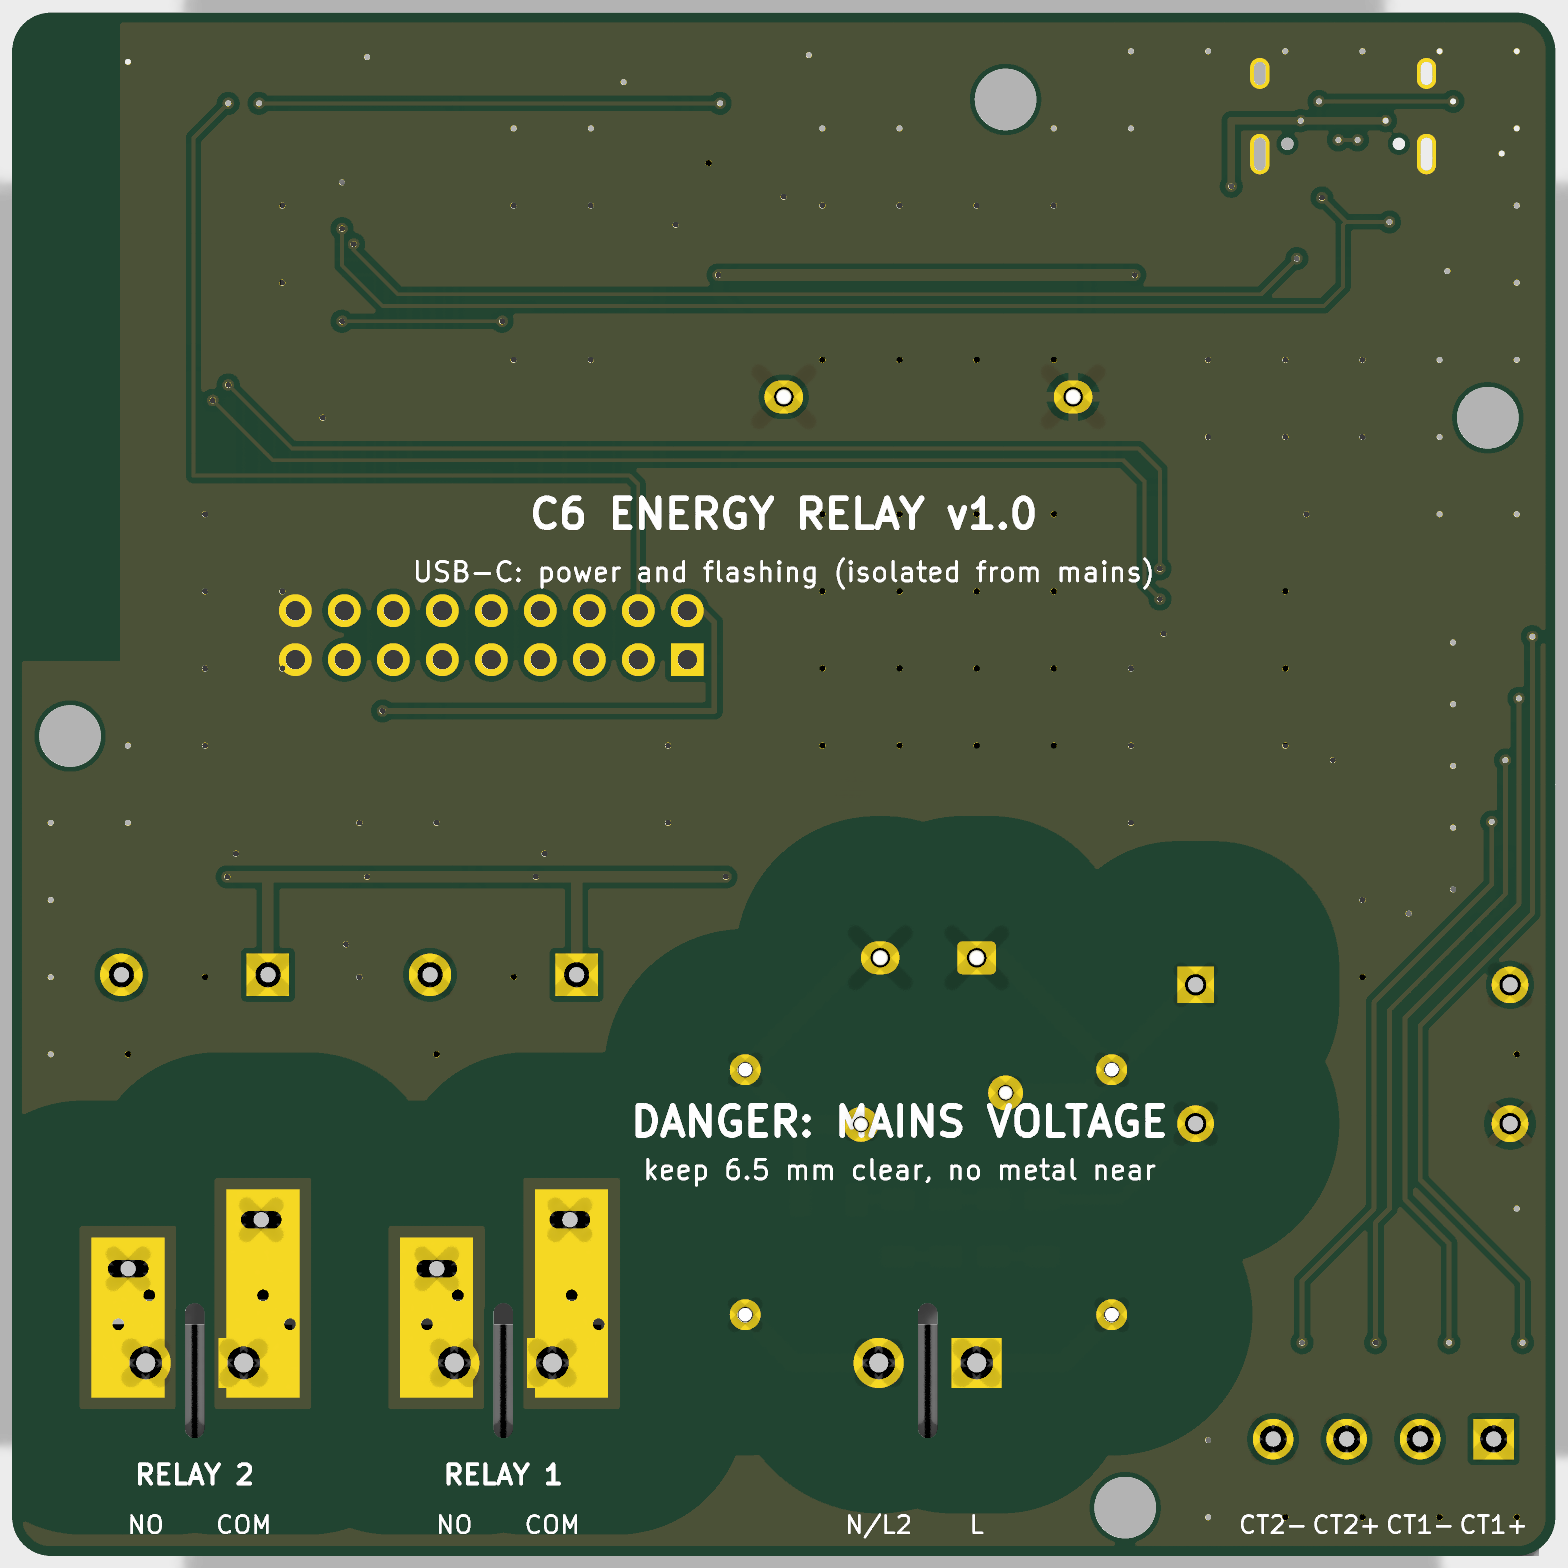 C6 ENERGY RELAY v1.0
USB-C: power and flashing (isolated from mains)
DANGER: MAINS VOLTAGE
keep 6.5 mm clear, no metal near
RELAY 2
RELAY 1
NO COM
NO COM
N/L2 L
CT2- CT2+ CT1- CT1+